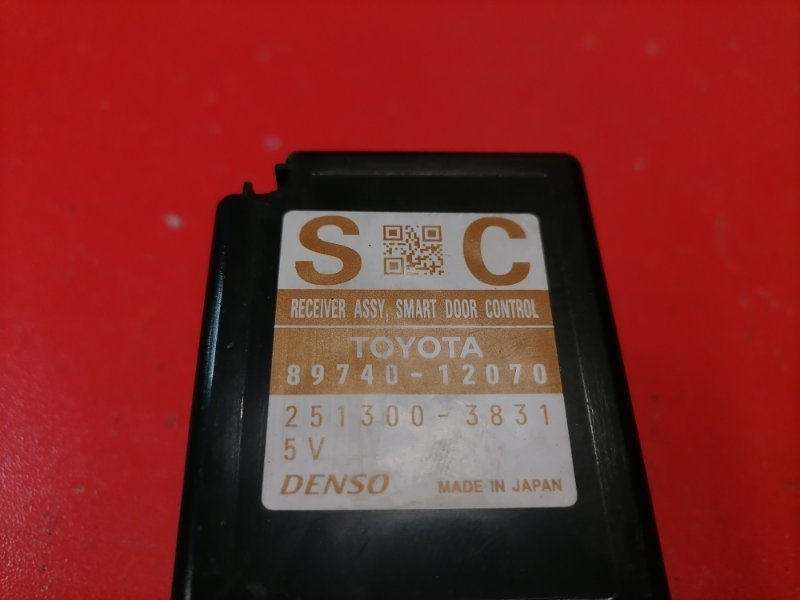 S C
RECEIVER ASSY, SMART DOOR CONTROL
TOYOTA
89740-12070
251300-3831
5V
DENSO MADE IN JAPAN